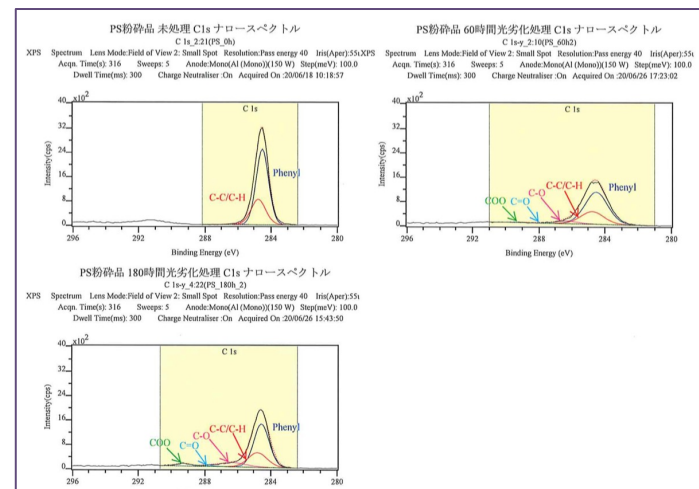 PS粉砕品 未処理 C1s ナロースペクトル
C 1s_2:21(PS_0h)
XPS Spectrum Lens Mode:Field of View 2: Small Spot Resolution:Pass energy 40 Iris(Aper):55ι
Acqn. Time(s): 316 Sweeps: 5 Anode:Mono(Al (Mono))(150 W) Step(meV): 100.0
Dwell Time(ms): 300 Charge Neutraliser :On Acquired On :20/06/18 10:18:57
x10²
40
32
24
16
8
0
Intensity(cps)
C 1s
Phenyl
C-C/C-H
296 292 288 284 280
Binding Energy (eV)
PS粉砕品 60時間光劣化処理 C1s ナロースペクトル
C 1s-y_2:10(PS_60h2)
XPS Spectrum Lens Mode:Field of View 2: Small Spot Resolution:Pass energy 40 Iris(Aper):55ι
Acqn. Time(s): 316 Sweeps: 5 Anode:Mono(Al (Mono))(150 W) Step(meV): 100.0
Dwell Time(ms): 300 Charge Neutraliser :On Acquired On :20/06/26 17:23:02
x10²
40
32
24
16
8
0
Intensity(cps)
C 1s
C-C/C-H
Phenyl
C-O
C=O
COO
296 292 288 284 280
Binding Energy (eV)
PS粉砕品 180時間光劣化処理 C1s ナロースペクトル
C 1s-y_4:22(PS_180h_2)
XPS Spectrum Lens Mode:Field of View 2: Small Spot Resolution:Pass energy 40 Iris(Aper):55ι
Acqn. Time(s): 316 Sweeps: 5 Anode:Mono(Al (Mono))(150 W) Step(meV): 100.0
Dwell Time(ms): 300 Charge Neutraliser :On Acquired On :20/06/26 15:43:50
x10²
40
32
24
16
8
0
Intensity(cps)
C 1s
Phenyl
C-C/C-H
C-O
C=O
COO
296 292 288 284 280
Binding Energy (eV)